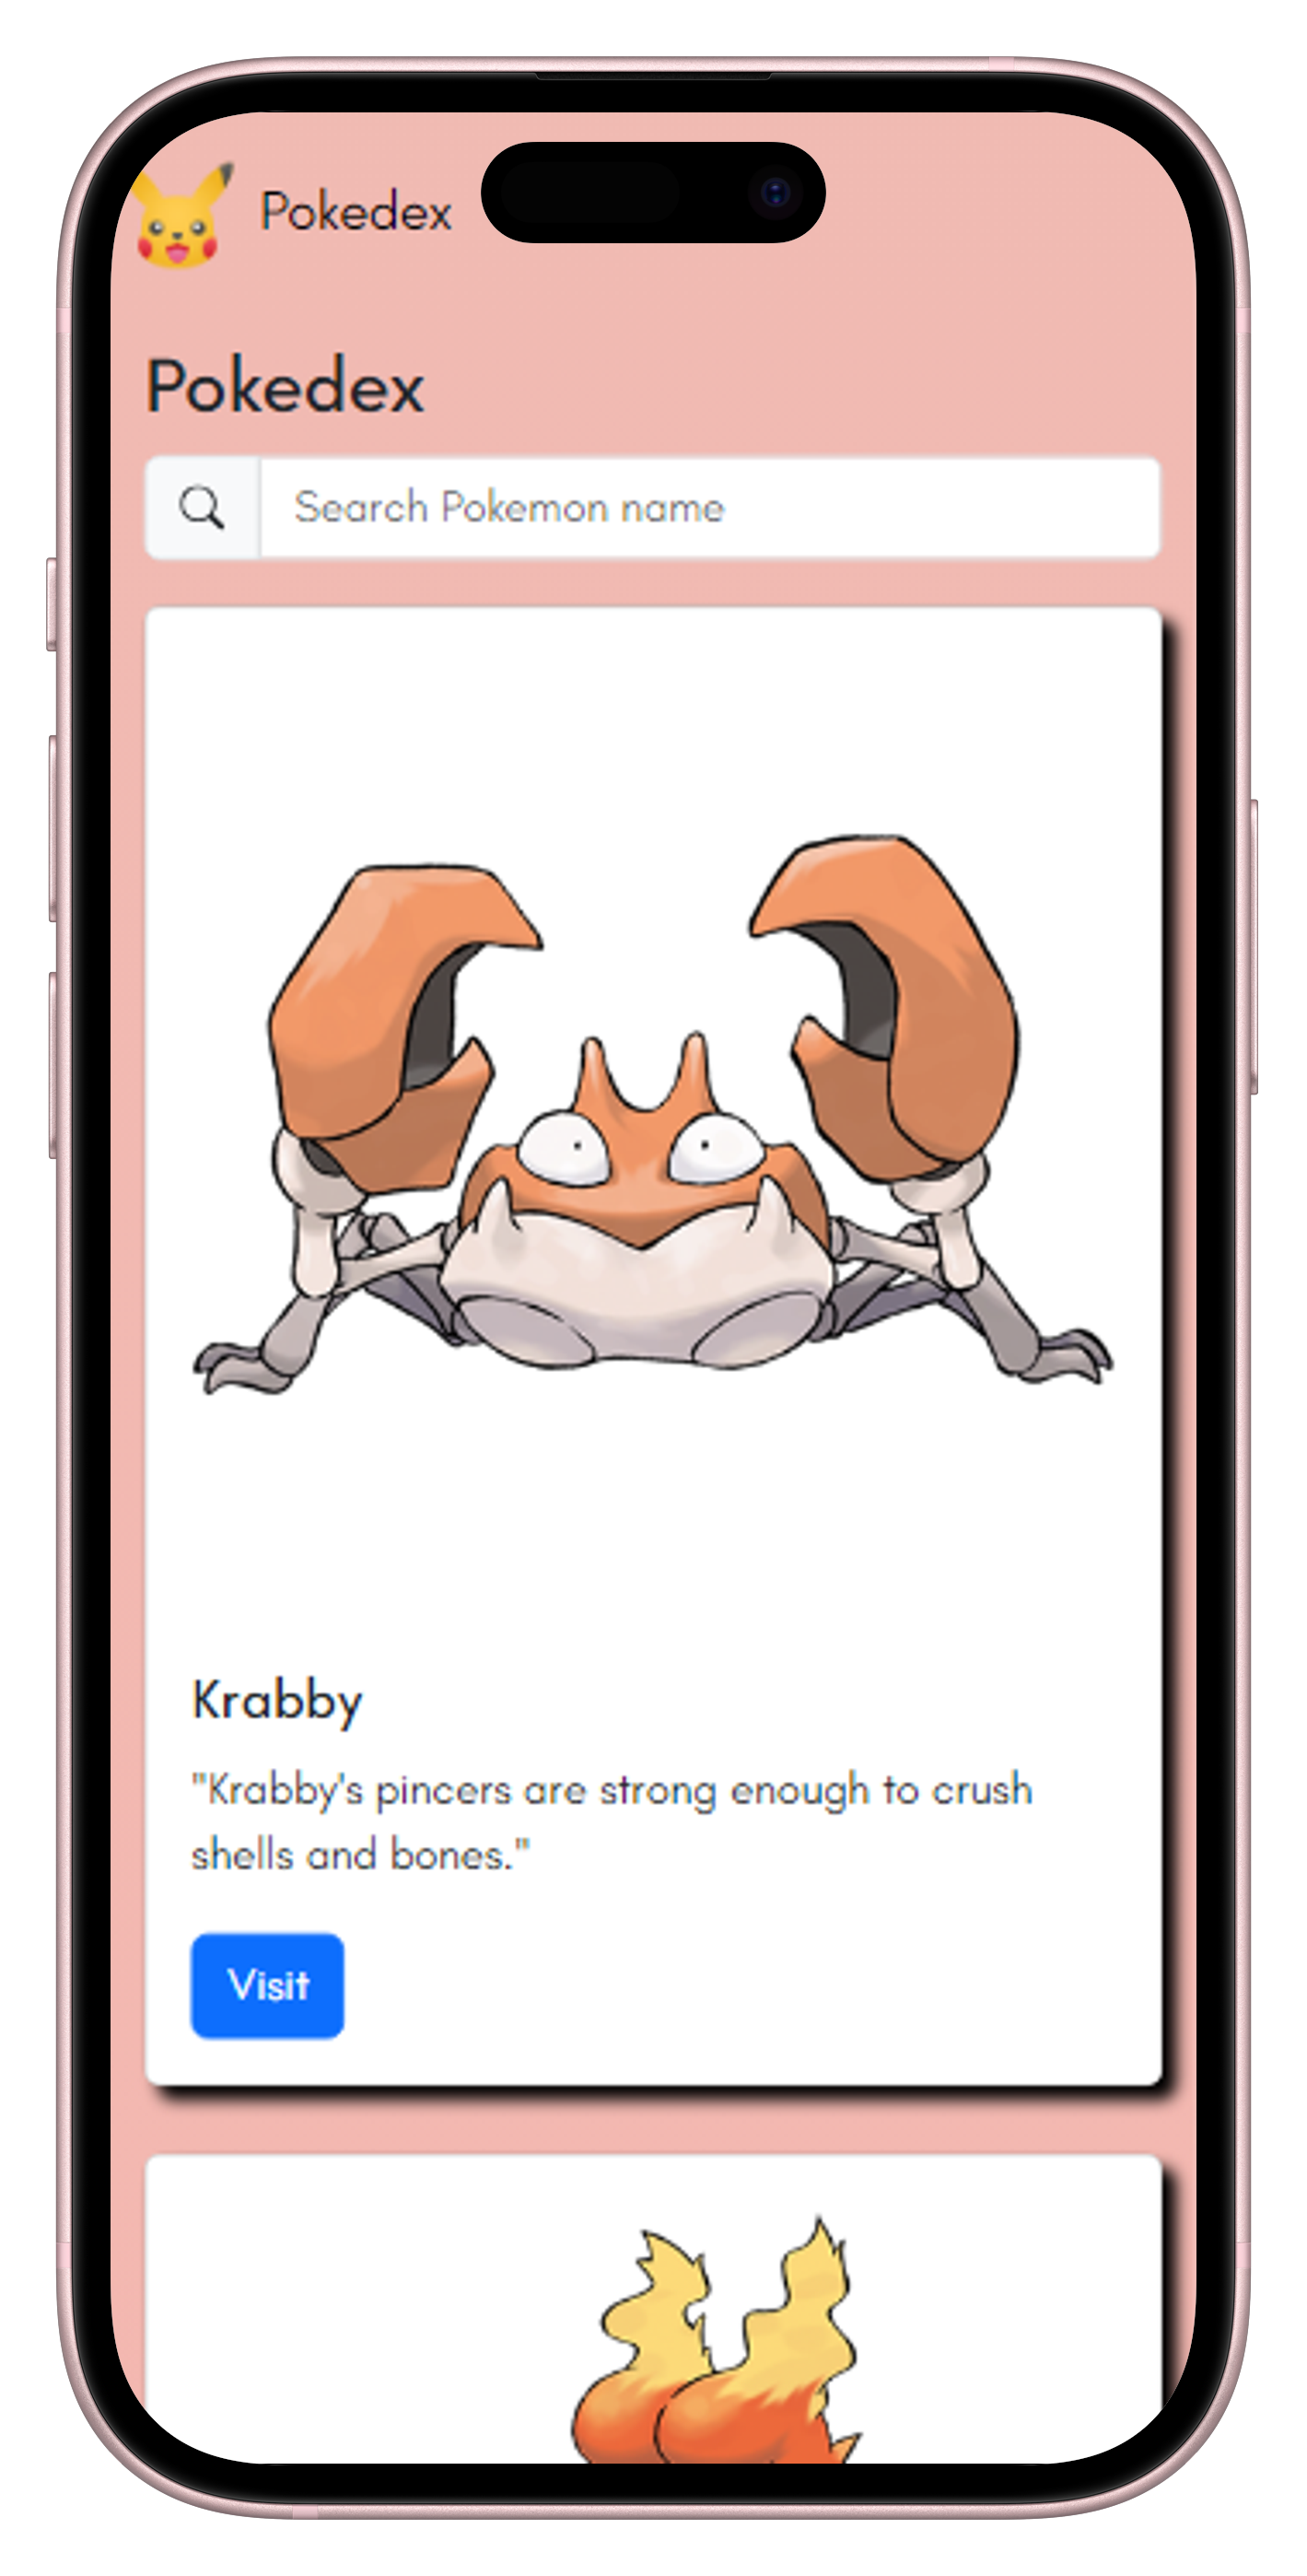 Pokedex
Pokedex
Search Pokemon name
Krabby
"Krabby's pincers are strong enough to crush
shells and bones."
Visit